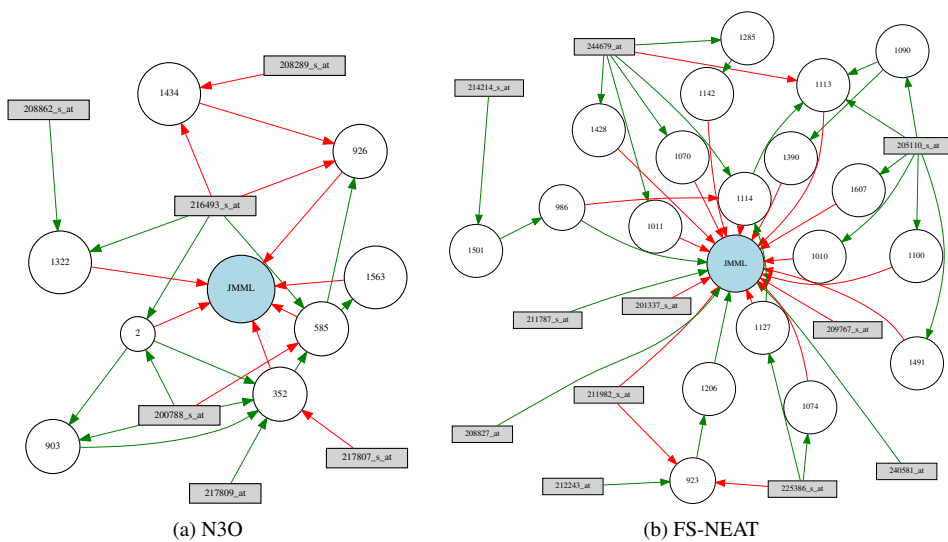 208289_s_at
1434
208862_s_at
926
216493_s_at
1322
JMML
1563
2
585
352
200788_s_at
903
217807_s_at
217809_at
(a) N3O
1285
244679_at
1090
1113
214214_s_at
1142
1428
205110_s_at
1070
1390
1607
1114
986
1011
1501
1010
1100
JMML
201337_s_at
211787_s_at
1127
209767_s_at
1491
1206
211982_x_at
1074
208827_at
240581_at
212243_at
923
225386_s_at
(b) FS-NEAT